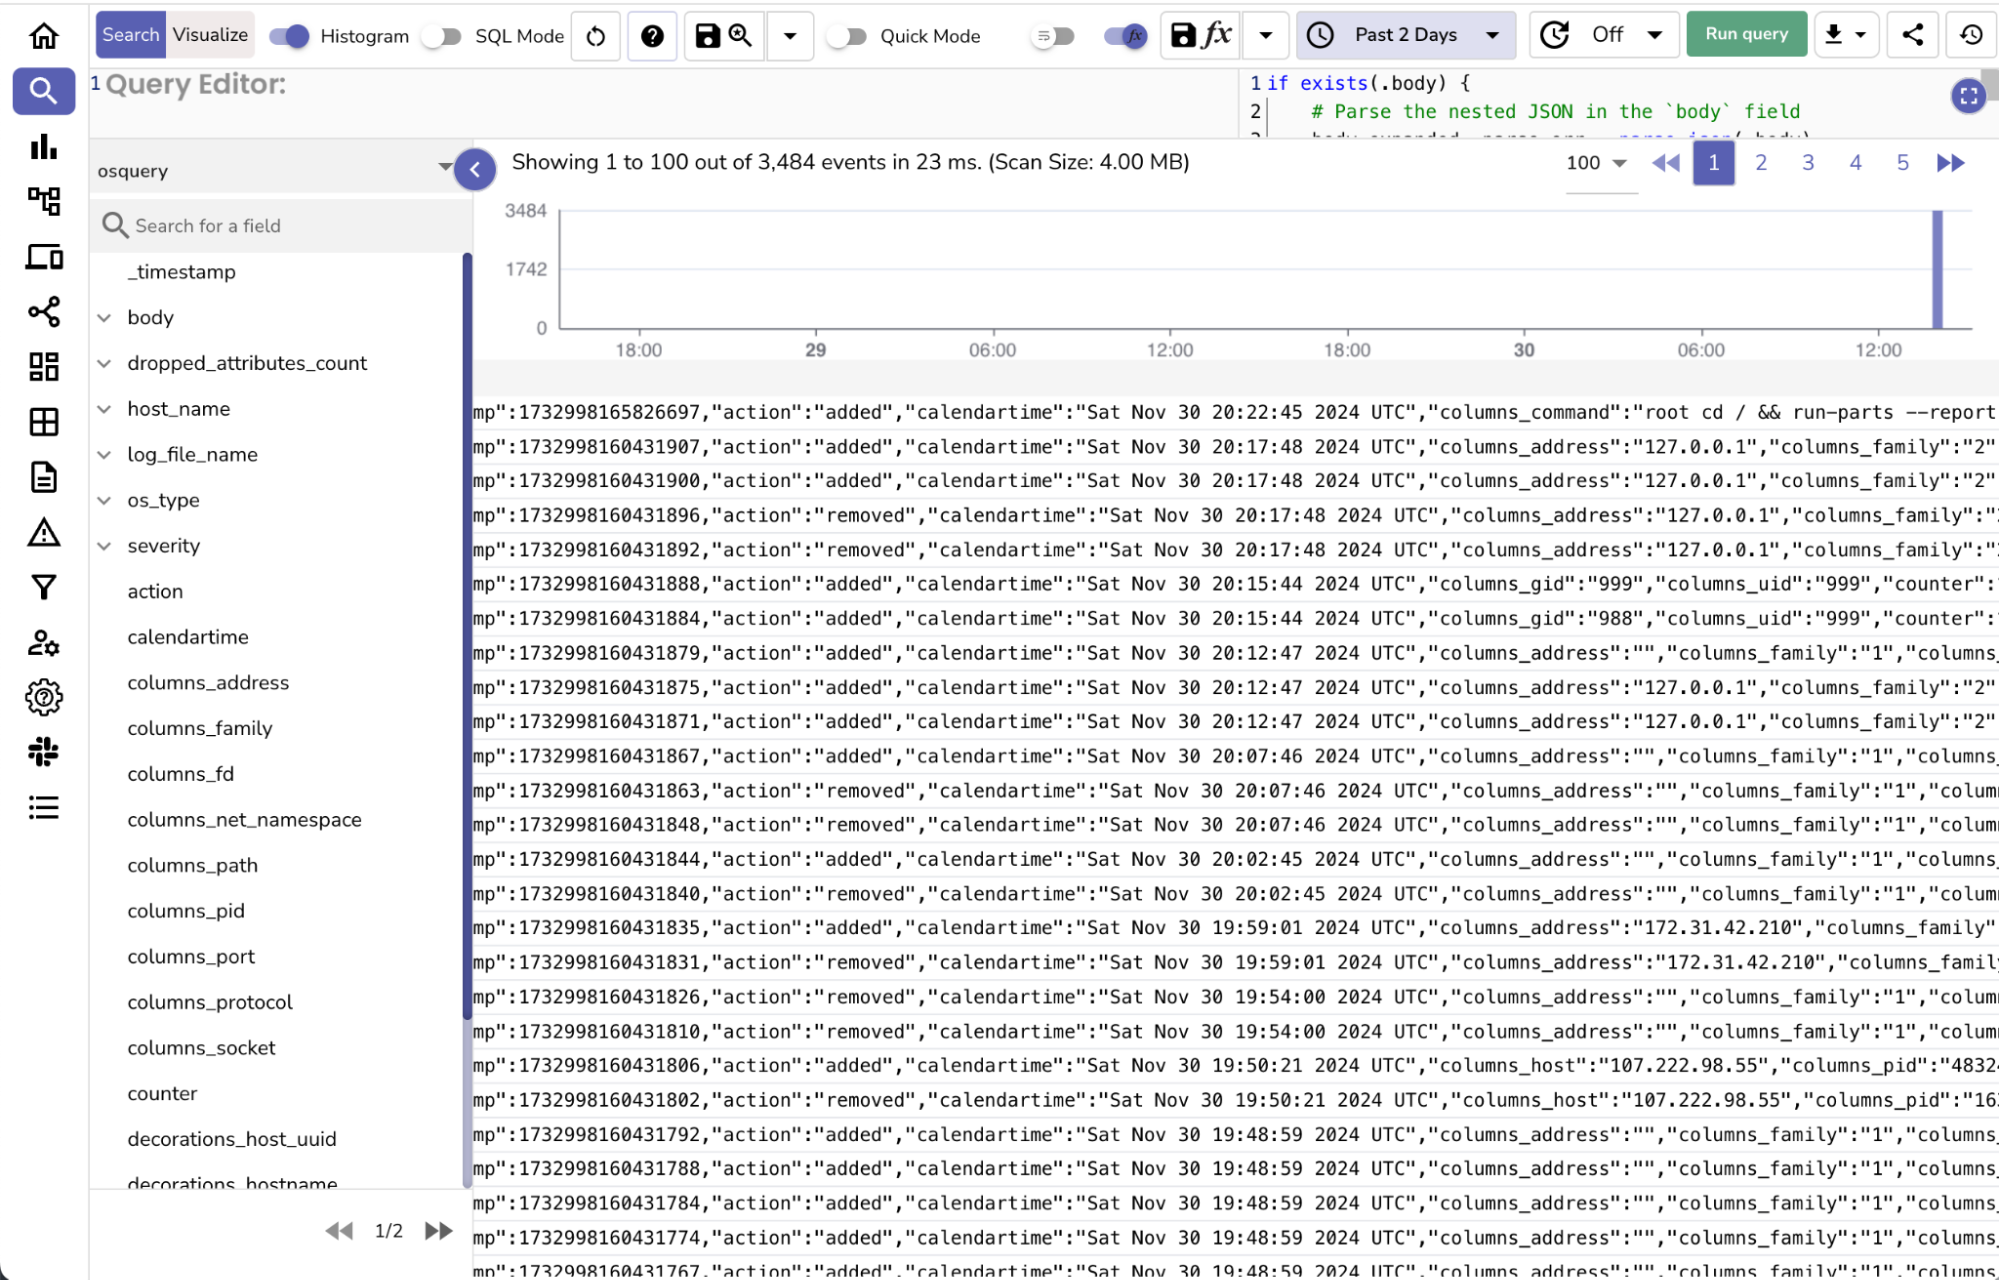 Search Visualize Histogram SQL Mode Quick Mode fx fx Past 2 Days Off Run query
1 Query Editor:
1 if exists(.body) {
2 # Parse the nested JSON in the `body` field
osquery
Showing 1 to 100 out of 3,484 events in 23 ms. (Scan Size: 4.00 MB)
100 1 2 3 4 5
Search for a field
_timestamp
body
dropped_attributes_count
host_name
log_file_name
os_type
severity
action
calendartime
columns_address
columns_family
columns_fd
columns_net_namespace
columns_path
columns_pid
columns_port
columns_protocol
columns_socket
counter
decorations_host_uuid
decorations_hostname
1/2
3484
1742
0
18:00 29 06:00 12:00 18:00 30 06:00 12:00
mp":1732998165826697,"action":"added","calendartime":"Sat Nov 30 20:22:45 2024 UTC","columns_command":"root cd / && run-parts --report
mp":1732998160431907,"action":"added","calendartime":"Sat Nov 30 20:17:48 2024 UTC","columns_address":"127.0.0.1","columns_family":"2"
mp":1732998160431900,"action":"added","calendartime":"Sat Nov 30 20:17:48 2024 UTC","columns_address":"127.0.0.1","columns_family":"2"
mp":1732998160431896,"action":"removed","calendartime":"Sat Nov 30 20:17:48 2024 UTC","columns_address":"127.0.0.1","columns_family":"
mp":1732998160431892,"action":"removed","calendartime":"Sat Nov 30 20:17:48 2024 UTC","columns_address":"127.0.0.1","columns_family":"
mp":1732998160431888,"action":"added","calendartime":"Sat Nov 30 20:15:44 2024 UTC","columns_gid":"999","columns_uid":"999","counter":
mp":1732998160431884,"action":"added","calendartime":"Sat Nov 30 20:15:44 2024 UTC","columns_gid":"988","columns_uid":"999","counter":
mp":1732998160431879,"action":"added","calendartime":"Sat Nov 30 20:12:47 2024 UTC","columns_address":"","columns_family":"1","columns_
mp":1732998160431875,"action":"added","calendartime":"Sat Nov 30 20:12:47 2024 UTC","columns_address":"127.0.0.1","columns_family":"2"
mp":1732998160431871,"action":"added","calendartime":"Sat Nov 30 20:12:47 2024 UTC","columns_address":"127.0.0.1","columns_family":"2"
mp":1732998160431867,"action":"added","calendartime":"Sat Nov 30 20:07:46 2024 UTC","columns_address":"","columns_family":"1","columns_
mp":1732998160431863,"action":"removed","calendartime":"Sat Nov 30 20:07:46 2024 UTC","columns_address":"","columns_family":"1","colum
mp":1732998160431848,"action":"removed","calendartime":"Sat Nov 30 20:07:46 2024 UTC","columns_address":"","columns_family":"1","colum
mp":1732998160431844,"action":"added","calendartime":"Sat Nov 30 20:02:45 2024 UTC","columns_address":"","columns_family":"1","columns_
mp":1732998160431840,"action":"removed","calendartime":"Sat Nov 30 20:02:45 2024 UTC","columns_address":"","columns_family":"1","colum
mp":1732998160431835,"action":"added","calendartime":"Sat Nov 30 19:59:01 2024 UTC","columns_address":"172.31.42.210","columns_family"
mp":1732998160431831,"action":"removed","calendartime":"Sat Nov 30 19:59:01 2024 UTC","columns_address":"172.31.42.210","columns_family
mp":1732998160431826,"action":"removed","calendartime":"Sat Nov 30 19:54:00 2024 UTC","columns_address":"","columns_family":"1","colum
mp":1732998160431810,"action":"removed","calendartime":"Sat Nov 30 19:54:00 2024 UTC","columns_address":"","columns_family":"1","colum
mp":1732998160431806,"action":"added","calendartime":"Sat Nov 30 19:50:21 2024 UTC","columns_host":"107.222.98.55","columns_pid":"4832
mp":1732998160431802,"action":"removed","calendartime":"Sat Nov 30 19:50:21 2024 UTC","columns_host":"107.222.98.55","columns_pid":"16
mp":1732998160431792,"action":"added","calendartime":"Sat Nov 30 19:48:59 2024 UTC","columns_address":"","columns_family":"1","columns_
mp":1732998160431788,"action":"added","calendartime":"Sat Nov 30 19:48:59 2024 UTC","columns_address":"","columns_family":"1","columns_
mp":1732998160431784,"action":"added","calendartime":"Sat Nov 30 19:48:59 2024 UTC","columns_address":"","columns_family":"1","columns_
mp":1732998160431774,"action":"added","calendartime":"Sat Nov 30 19:48:59 2024 UTC","columns_address":"","columns_family":"1","columns_
mp":1732998160431767,"action":"added","calendartime":"Sat Nov 30 19:48:59 2024 UTC","columns_address":"","columns_family":"1","columns_